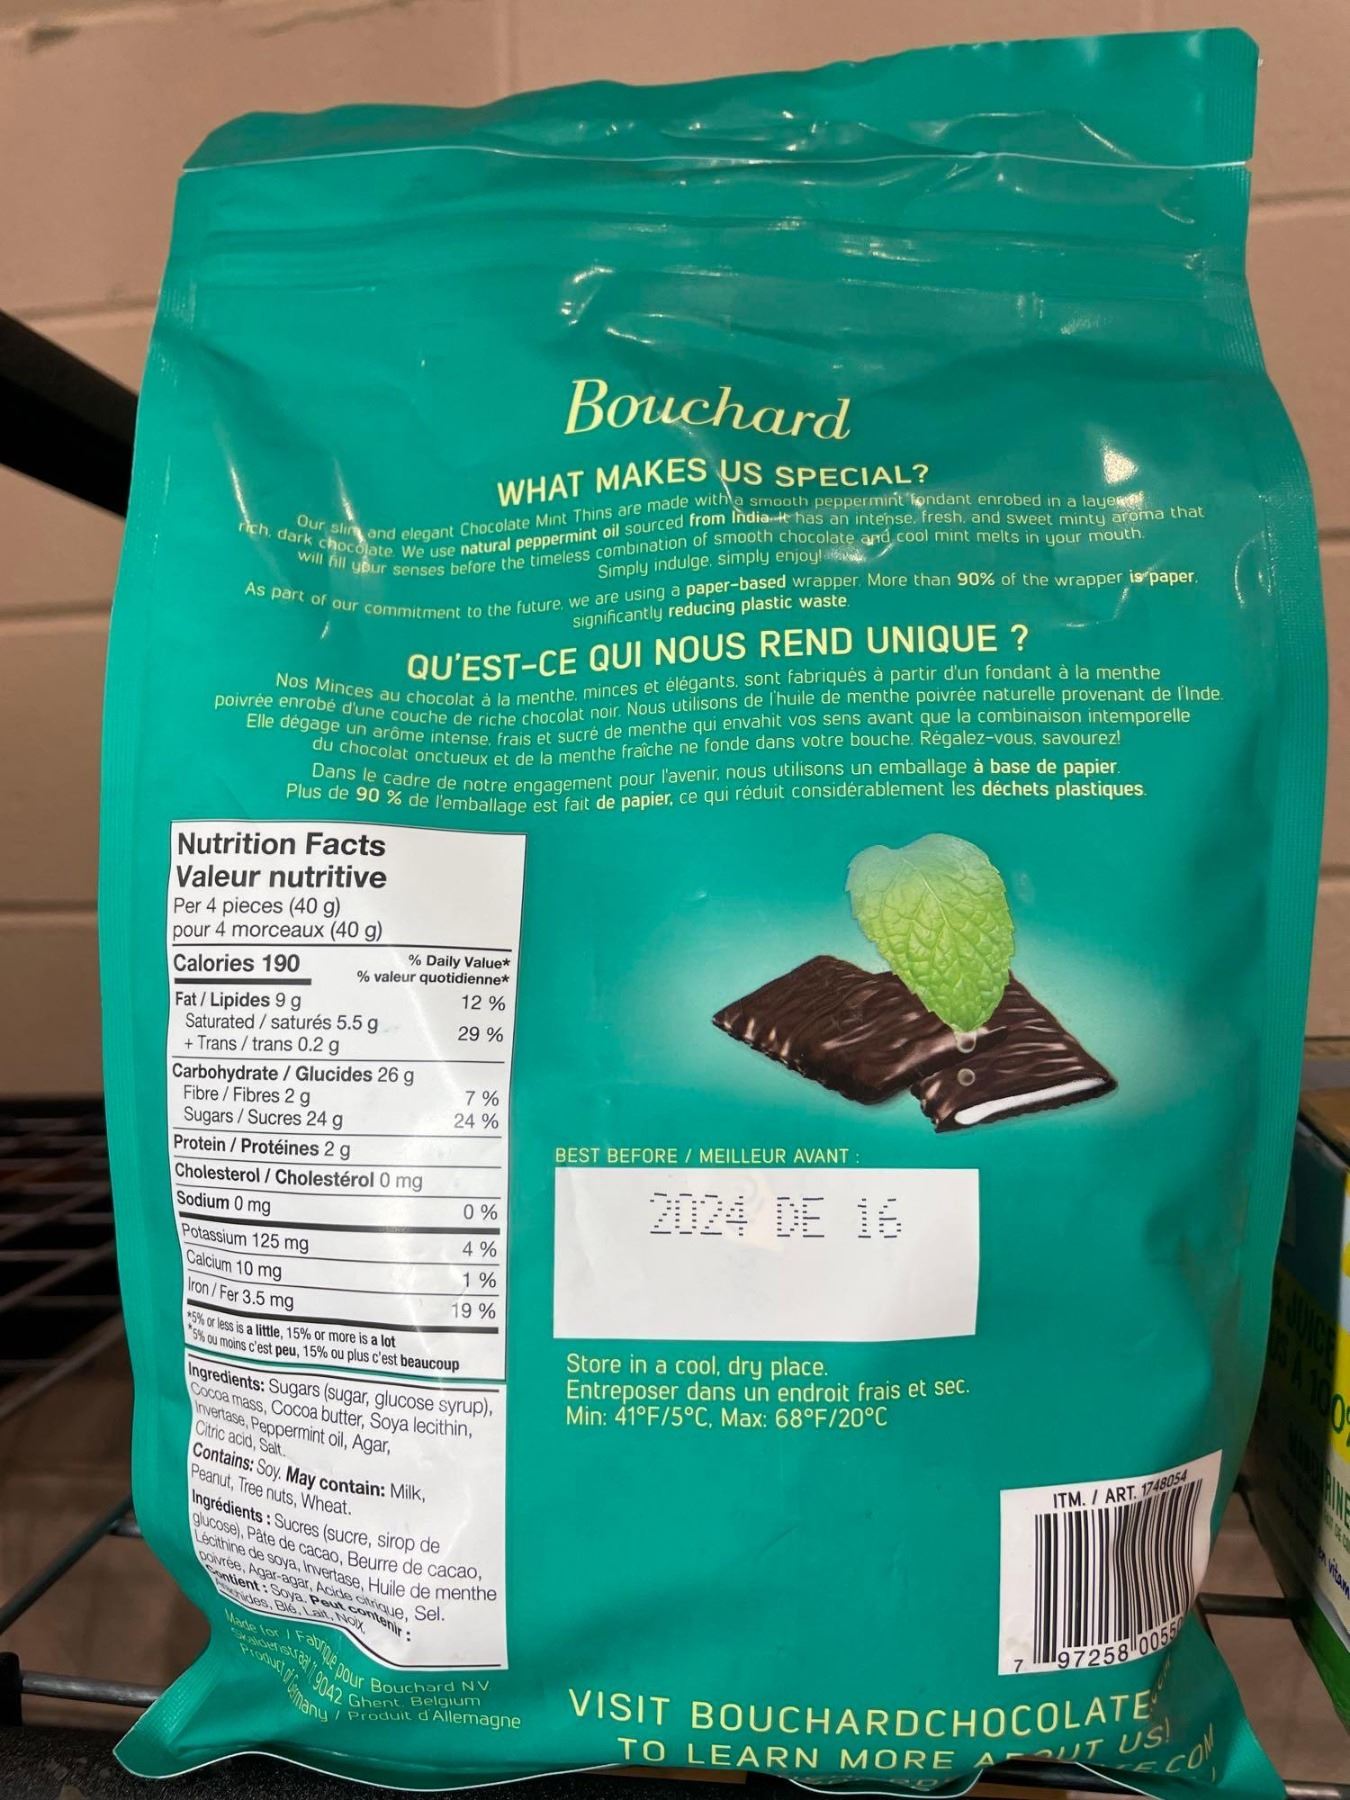 Bouchard
WHAT MAKES US SPECIAL?
Our slim and elegant Chocolate Mint Thins are made with a smooth peppermint fondant enrobed in a layer of
rich, dark chocolate. We use natural peppermint oil sourced from India. It has an intense, fresh, and sweet minty aroma that
will fill your senses before the timeless combination of smooth chocolate and cool mint melts in your mouth.
Simply indulge, simply enjoy!
As part of our commitment to the future, we are using a paper-based wrapper. More than 90% of the wrapper is paper,
significantly reducing plastic waste.
QU'EST-CE QUI NOUS REND UNIQUE ?
Nos Minces au chocolat à la menthe, minces et élégants, sont fabriqués à partir d'un fondant à la menthe
poivrée enrobé d'une couche de riche chocolat noir. Nous utilisons de l'huile de menthe poivrée naturelle provenant de l'Inde.
Elle dégage un arôme intense, frais et sucré de menthe qui envahit vos sens avant que la combinaison intemporelle
du chocolat onctueux et de la menthe fraîche ne fonde dans votre bouche. Régalez-vous, savourez!
Dans le cadre de notre engagement pour l'avenir, nous utilisons un emballage à base de papier.
Plus de 90 % de l'emballage est fait de papier, ce qui réduit considérablement les déchets plastiques.
Nutrition Facts
Valeur nutritive
Per 4 pieces (40 g)
pour 4 morceaux (40 g)
Calories 190
% Daily Value*
% valeur quotidienne*
Fat / Lipides 9 g 12 %
Saturated / saturés 5.5 g
+ Trans / trans 0.2 g 29 %
Carbohydrate / Glucides 26 g
Fibre / Fibres 2 g 7 %
Sugars / Sucres 24 g 24 %
Protein / Protéines 2 g
Cholesterol / Cholestérol 0 mg
Sodium 0 mg 0 %
Potassium 125 mg 4 %
Calcium 10 mg 1 %
Iron / Fer 3.5 mg 19 %
*5% or less is a little, 15% or more is a lot
*5% ou moins c'est peu, 15% ou plus c'est beaucoup
Ingredients: Sugars (sugar, glucose syrup),
Cocoa mass, Cocoa butter, Soya lecithin,
Invertase, Peppermint oil, Agar,
Citric acid, Salt.
Contains: Soy. May contain: Milk,
Peanut, Tree nuts, Wheat.
Ingrédients : Sucres (sucre, sirop de
glucose), Pâte de cacao, Beurre de cacao,
Lécithine de soya, Invertase, Huile de menthe
poivrée, Agar-agar, Acide citrique, Sel.
Contient : Soya. Peut contenir :
Arachides, Blé, Lait, Noix.
Made for / Fabriqué pour Bouchard N.V.
Skaldenstraat 9042 Ghent, Belgium
Product of Germany / Produit d'Allemagne
BEST BEFORE / MEILLEUR AVANT :
2024 DE 16
Store in a cool, dry place.
Entreposer dans un endroit frais et sec.
Min: 41°F/5°C, Max: 68°F/20°C
ITM. / ART. 1748054
7 97258 0055
VISIT BOUCHARDCHOCOLATE
TO LEARN MORE ABOUT US!
JUICE